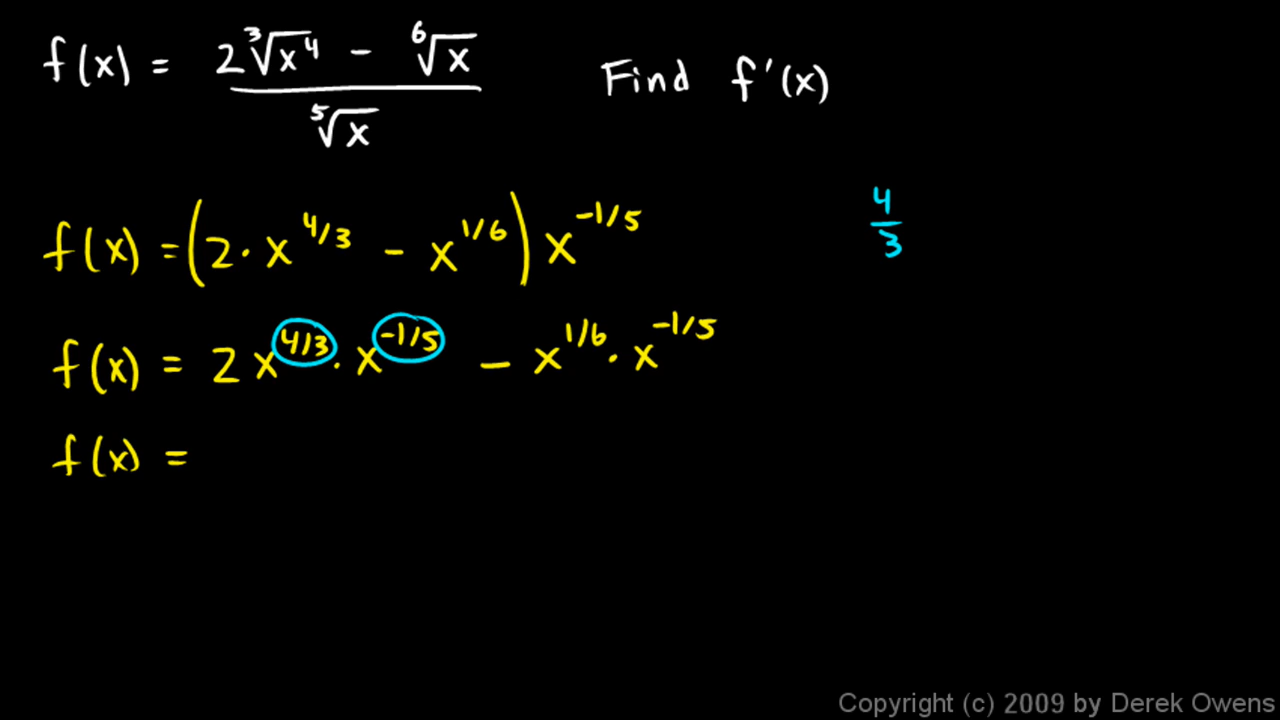 f(x) = (2∛x⁴ − ⁶√x) / ⁵√x    Find f'(x)
f(x) = (2 · x^4/3 − x^1/6) x^-1/5
4/3
f(x) = 2x^4/3 · x^-1/5 − x^1/6 · x^-1/5
f(x) =
Copyright (c) 2009 by Derek Owens